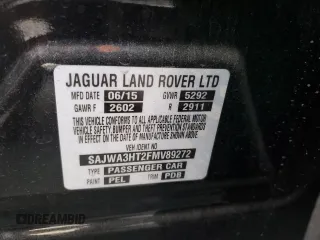 JAGUAR LAND ROVER LTD
MFD DATE 06/15 GVWR 5292
GAWR F 2602 R 2911
THIS VEHICLE CONFORMS TO ALL APPLICABLE FEDERAL MOTOR
VEHICLE SAFETY, BUMPER AND THEFT PREVENTION STANDARDS
IN EFFECT ON THE DATE OF MANUFACTURE SHOWN ABOVE.
VEH IDENT NO
SAJWA3HT2FMV89272
TYPE PASSENGER CAR
PAINT PEL TRIM PDB
©DREAMBID